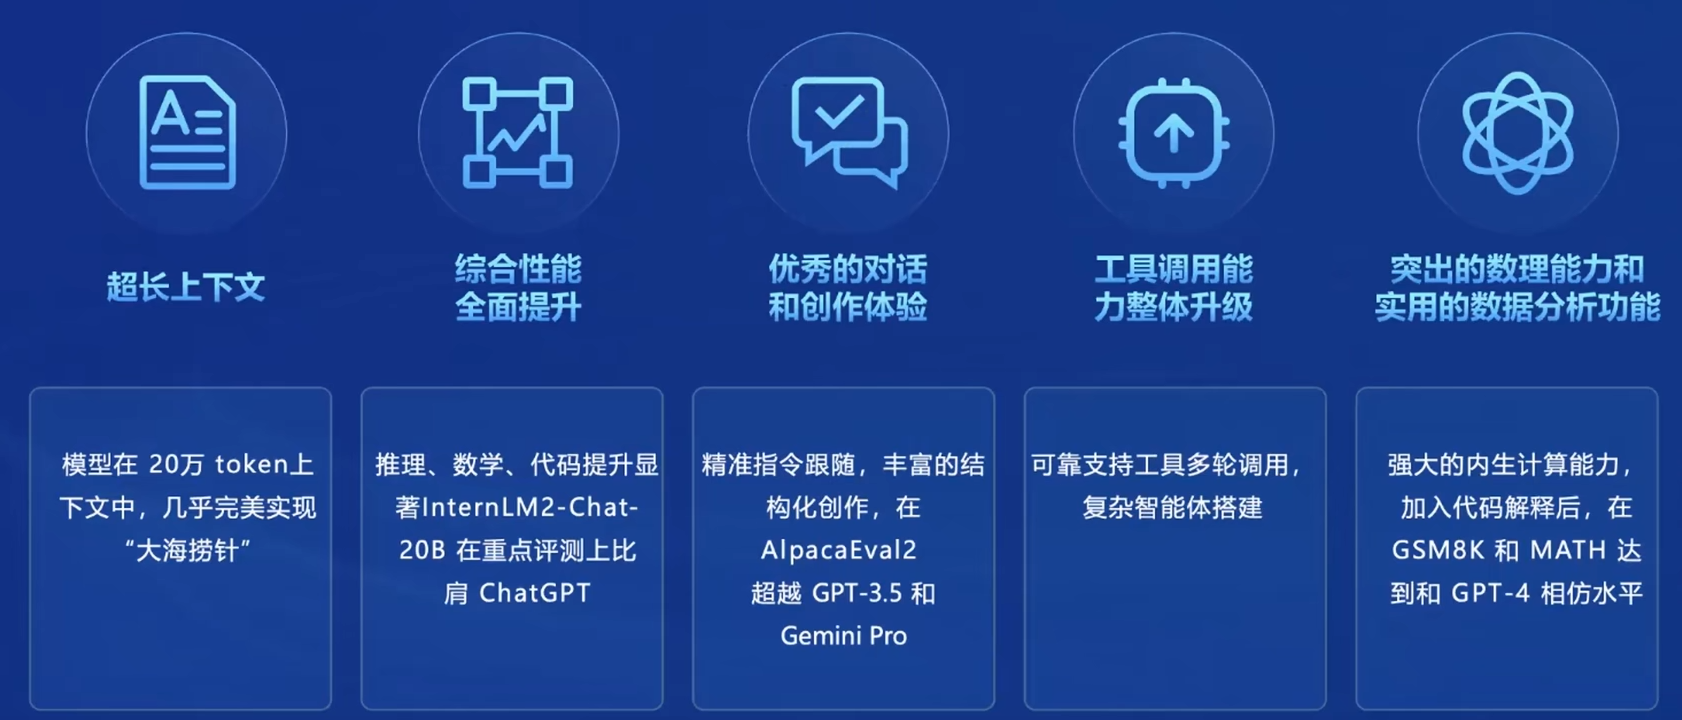 超长上下文
综合性能
全面提升
优秀的对话
和创作体验
工具调用能
力整体升级
突出的数理能力和
实用的数据分析功能
模型在 20万 token上
下文中，几乎完美实现
“大海捞针”
推理、数学、代码提升显
著InternLM2-Chat-
20B 在重点评测上比
肩 ChatGPT
精准指令跟随，丰富的结
构化创作，在
AlpacaEval2
超越 GPT-3.5 和
Gemini Pro
可靠支持工具多轮调用，
复杂智能体搭建
强大的内生计算能力，
加入代码解释后，在
GSM8K 和 MATH 达
到和 GPT-4 相仿水平